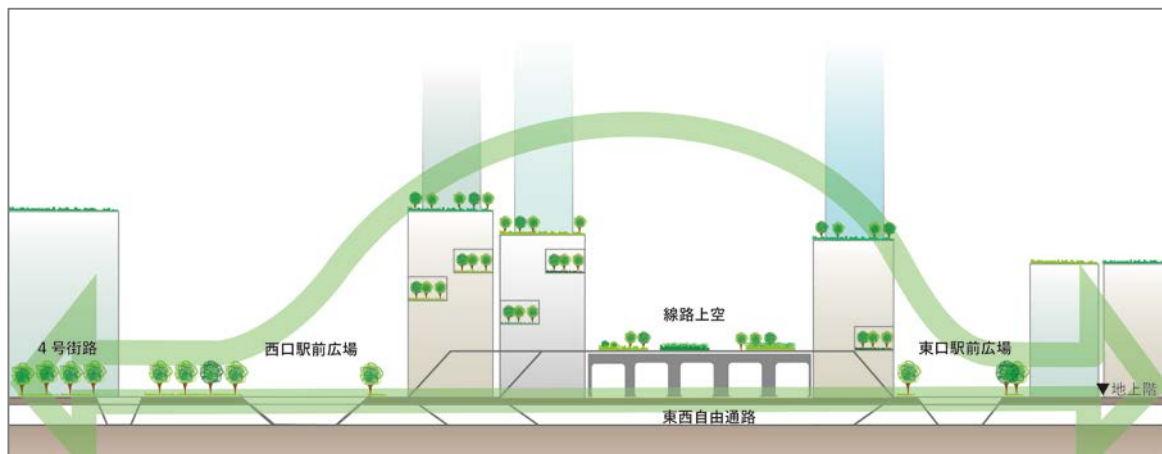 線路上空
4号街路
西口駅前広場
東口駅前広場
▼地上階
東西自由通路